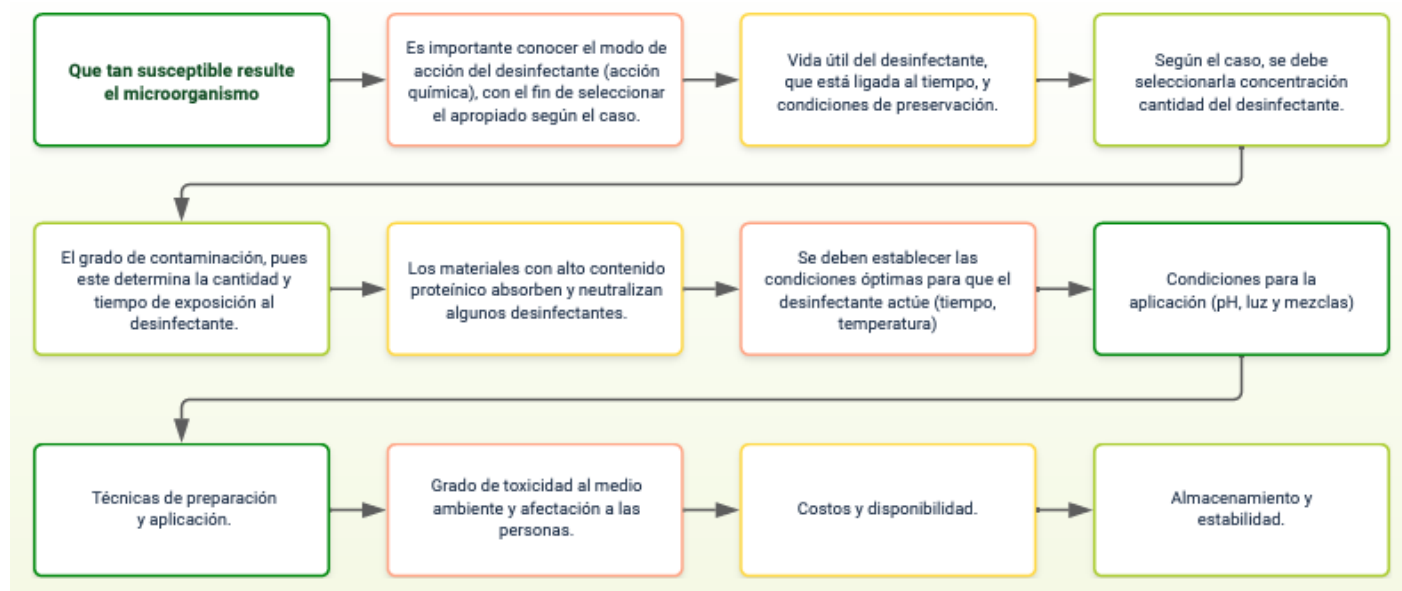 Que tan susceptible resulte
el microorganismo
Es importante conocer el modo de
acción del desinfectante (acción
química), con el fin de seleccionar
el apropiado según el caso.
Vida útil del desinfectante,
que está ligada al tiempo, y
condiciones de preservación.
Según el caso, se debe
seleccionarla concentración
cantidad del desinfectante.
El grado de contaminación, pues
este determina la cantidad y
tiempo de exposición al
desinfectante.
Los materiales con alto contenido
proteínico absorben y neutralizan
algunos desinfectantes.
Se deben establecer las
condiciones óptimas para que el
desinfectante actúe (tiempo,
temperatura)
Condiciones para la
aplicación (pH, luz y mezclas)
Técnicas de preparación
y aplicación.
Grado de toxicidad al medio
ambiente y afectación a las
personas.
Costos y disponibilidad.
Almacenamiento y
estabilidad.